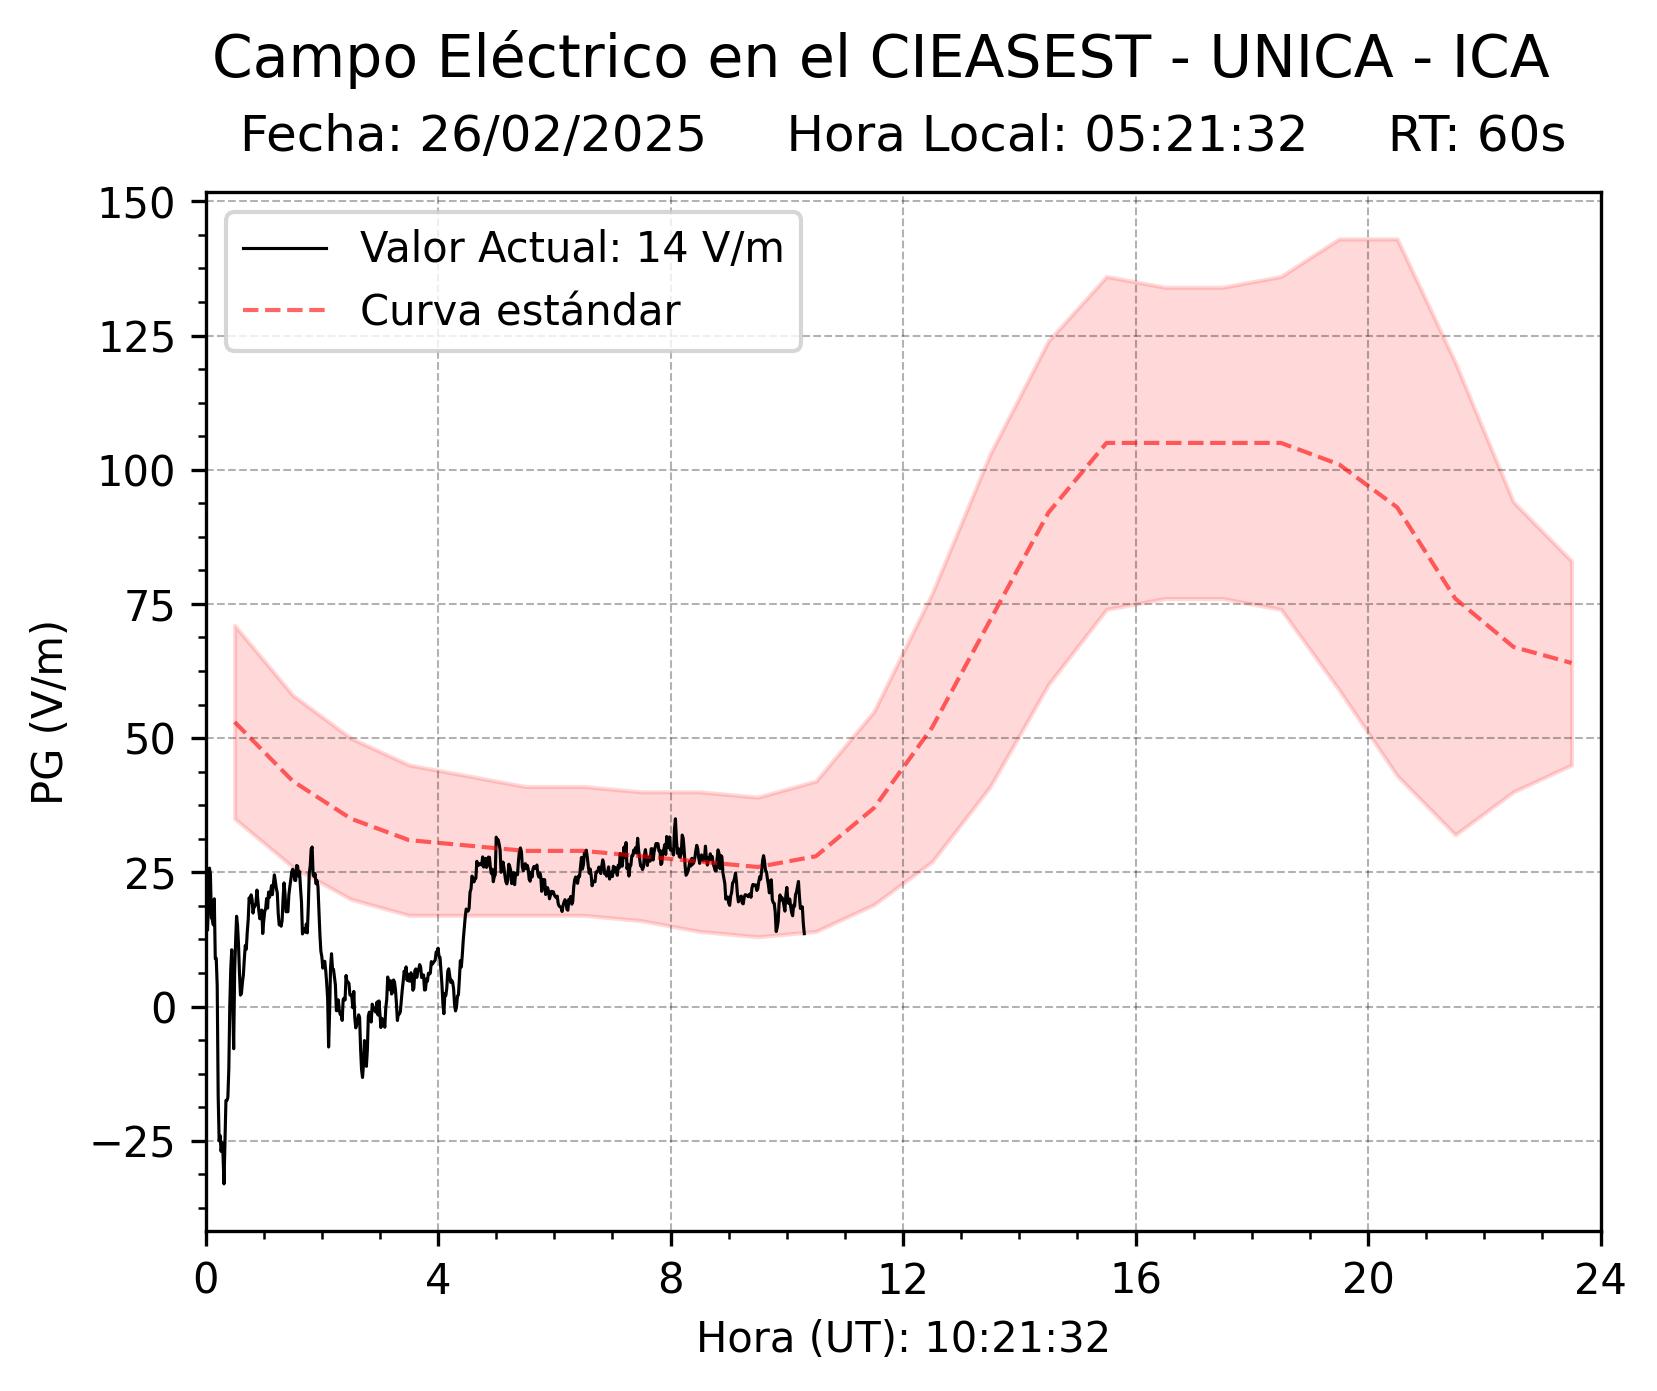 Campo Eléctrico en el CIEASEST - UNICA - ICA
Fecha: 26/02/2025 Hora Local: 05:21:32 RT: 60s
Valor Actual: 14 V/m
Curva estándar
PG (V/m)
150
125
100
75
50
25
0
−25
0 4 8 12 16 20 24
Hora (UT): 10:21:32